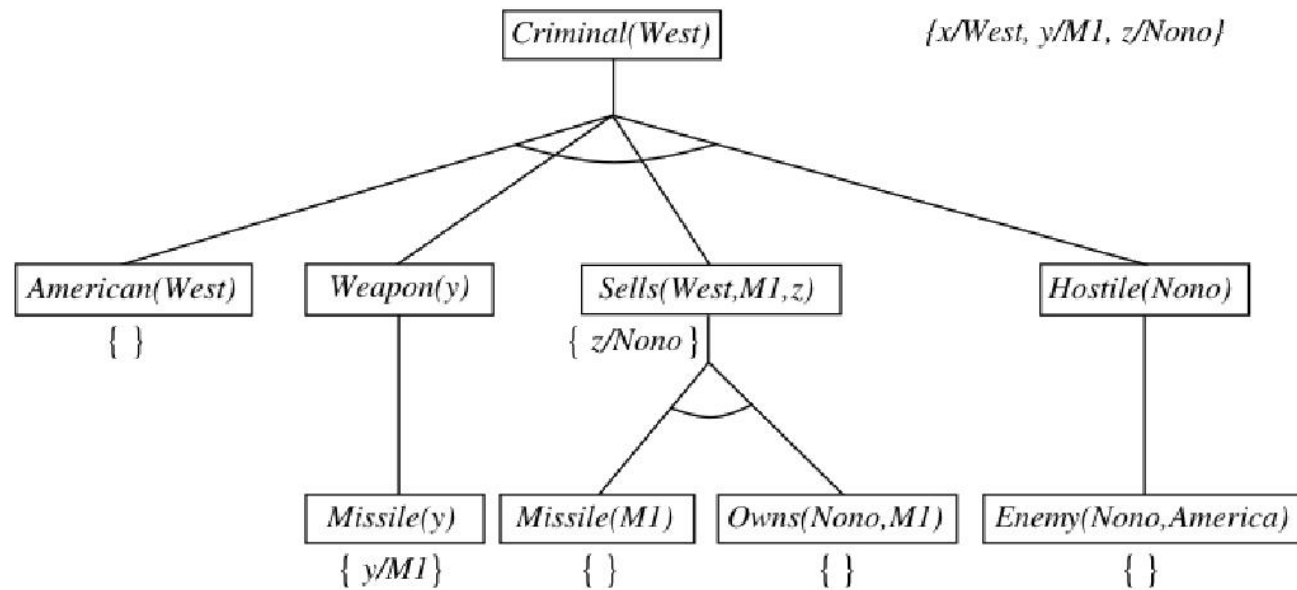 Criminal(West)
{x/West, y/M1, z/Nono}
American(West)
Weapon(y)
Sells(West,M1,z)
Hostile(Nono)
{ }
{ z/Nono }
Missile(y)
Missile(M1)
Owns(Nono,M1)
Enemy(Nono,America)
{ y/M1}
{ }
{ }
{ }